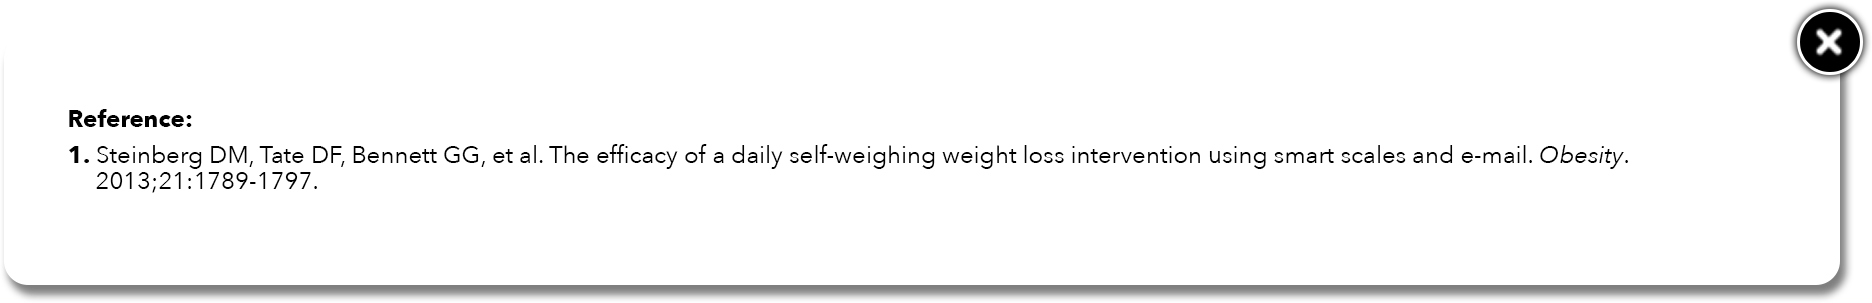 Reference:
1. Steinberg DM, Tate DF, Bennett GG, et al. The efficacy of a daily self-weighing weight loss intervention using smart scales and e-mail. Obesity.
2013;21:1789-1797.